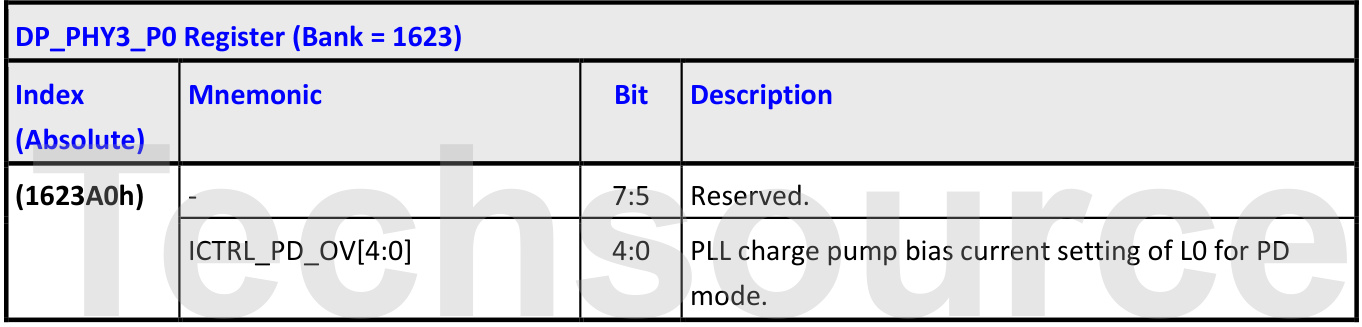 DP_PHY3_P0 Register (Bank = 1623)
Index
(Absolute)
Mnemonic
Bit
Description
(1623A0h)
-
7:5
Reserved.
ICTRL_PD_OV[4:0]
4:0
PLL charge pump bias current setting of L0 for PD
mode.
Techsource